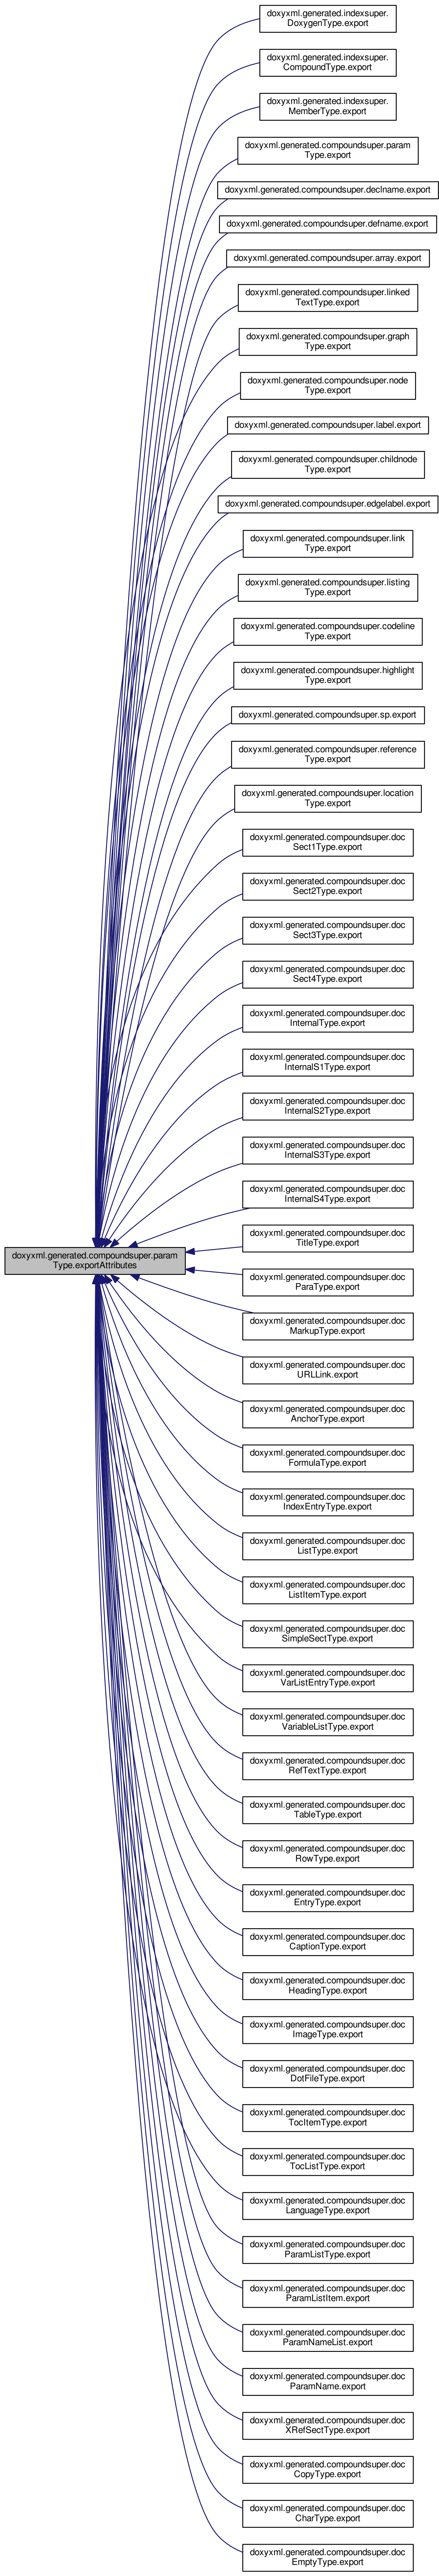 doxyxml.generated.indexsuper.
DoxygenType.export
doxyxml.generated.indexsuper.
CompoundType.export
doxyxml.generated.indexsuper.
MemberType.export
doxyxml.generated.compoundsuper.param
Type.export
doxyxml.generated.compoundsuper.declname.export
doxyxml.generated.compoundsuper.defname.export
doxyxml.generated.compoundsuper.array.export
doxyxml.generated.compoundsuper.linked
TextType.export
doxyxml.generated.compoundsuper.graph
Type.export
doxyxml.generated.compoundsuper.node
Type.export
doxyxml.generated.compoundsuper.label.export
doxyxml.generated.compoundsuper.childnode
Type.export
doxyxml.generated.compoundsuper.edgelabel.export
doxyxml.generated.compoundsuper.link
Type.export
doxyxml.generated.compoundsuper.listing
Type.export
doxyxml.generated.compoundsuper.codeline
Type.export
doxyxml.generated.compoundsuper.highlight
Type.export
doxyxml.generated.compoundsuper.sp.export
doxyxml.generated.compoundsuper.reference
Type.export
doxyxml.generated.compoundsuper.location
Type.export
doxyxml.generated.compoundsuper.doc
Sect1Type.export
doxyxml.generated.compoundsuper.doc
Sect2Type.export
doxyxml.generated.compoundsuper.doc
Sect3Type.export
doxyxml.generated.compoundsuper.doc
Sect4Type.export
doxyxml.generated.compoundsuper.doc
InternalType.export
doxyxml.generated.compoundsuper.doc
InternalS1Type.export
doxyxml.generated.compoundsuper.doc
InternalS2Type.export
doxyxml.generated.compoundsuper.doc
InternalS3Type.export
doxyxml.generated.compoundsuper.doc
InternalS4Type.export
doxyxml.generated.compoundsuper.param
Type.exportAttributes
doxyxml.generated.compoundsuper.doc
TitleType.export
doxyxml.generated.compoundsuper.doc
ParaType.export
doxyxml.generated.compoundsuper.doc
MarkupType.export
doxyxml.generated.compoundsuper.doc
URLLink.export
doxyxml.generated.compoundsuper.doc
AnchorType.export
doxyxml.generated.compoundsuper.doc
FormulaType.export
doxyxml.generated.compoundsuper.doc
IndexEntryType.export
doxyxml.generated.compoundsuper.doc
ListType.export
doxyxml.generated.compoundsuper.doc
ListItemType.export
doxyxml.generated.compoundsuper.doc
SimpleSectType.export
doxyxml.generated.compoundsuper.doc
VarListEntryType.export
doxyxml.generated.compoundsuper.doc
VariableListType.export
doxyxml.generated.compoundsuper.doc
RefTextType.export
doxyxml.generated.compoundsuper.doc
TableType.export
doxyxml.generated.compoundsuper.doc
RowType.export
doxyxml.generated.compoundsuper.doc
EntryType.export
doxyxml.generated.compoundsuper.doc
CaptionType.export
doxyxml.generated.compoundsuper.doc
HeadingType.export
doxyxml.generated.compoundsuper.doc
ImageType.export
doxyxml.generated.compoundsuper.doc
DotFileType.export
doxyxml.generated.compoundsuper.doc
TocItemType.export
doxyxml.generated.compoundsuper.doc
TocListType.export
doxyxml.generated.compoundsuper.doc
LanguageType.export
doxyxml.generated.compoundsuper.doc
ParamListType.export
doxyxml.generated.compoundsuper.doc
ParamListItem.export
doxyxml.generated.compoundsuper.doc
ParamNameList.export
doxyxml.generated.compoundsuper.doc
ParamName.export
doxyxml.generated.compoundsuper.doc
XRefSectType.export
doxyxml.generated.compoundsuper.doc
CopyType.export
doxyxml.generated.compoundsuper.doc
CharType.export
doxyxml.generated.compoundsuper.doc
EmptyType.export